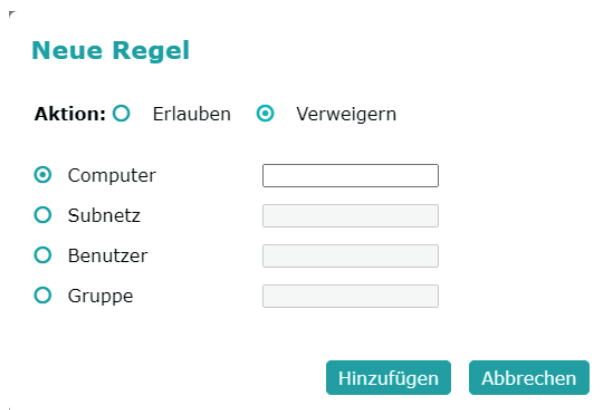 Neue Regel
Aktion: Erlauben Verweigern
Computer
Subnetz
Benutzer
Gruppe
Hinzufügen Abbrechen